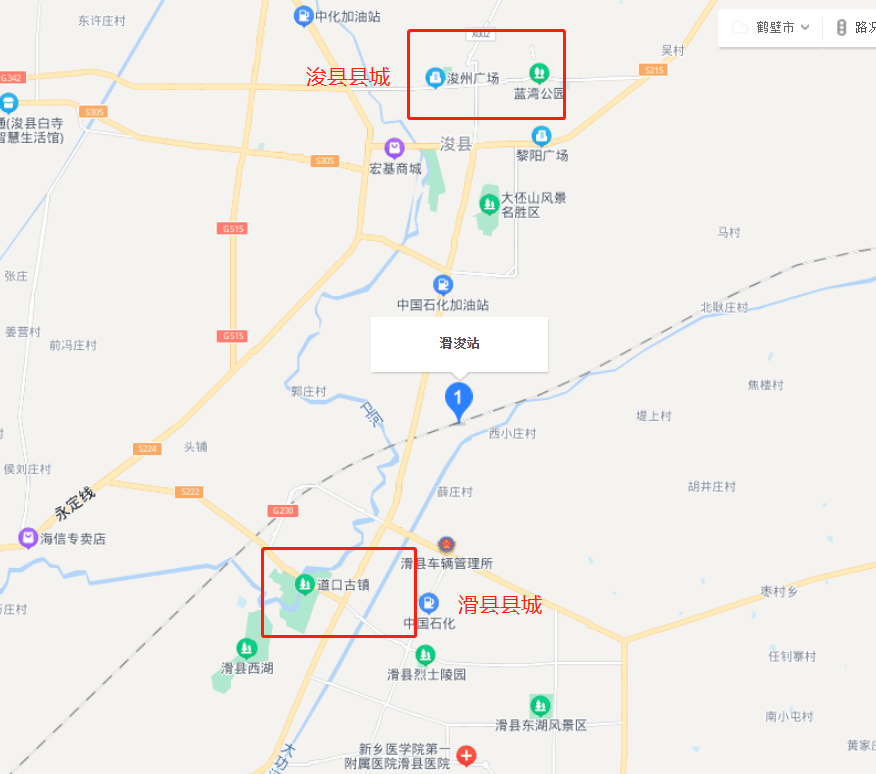 东许庄村
中化加油站
X002
鹤壁市
吴村
浚县县城
浚州广场
S215
G342
蓝湾公园
S305
(浚县白寺
智慧生活馆)
浚县
黎阳广场
S305
宏基商城
大伾山风景
名胜区
G515
马村
张庄
中国石化加油站
北耿庄村
姜营村
G515
前冯庄村
滑浚站
郭庄村
焦楼村
1
卫河
堤上村
西小庄村
S224
头铺
侯刘庄村
永定线
S222
薛庄村
胡井庄村
G230
海信专卖店
滑县车辆管理所
道口古镇
枣村乡
滑县县城
庄村
中国石化
滑县西湖
滑县烈士陵园
任钊寨村
南小屯村
滑县东湖风景区
新乡医学院第一
附属医院滑县医院
大功
黄家